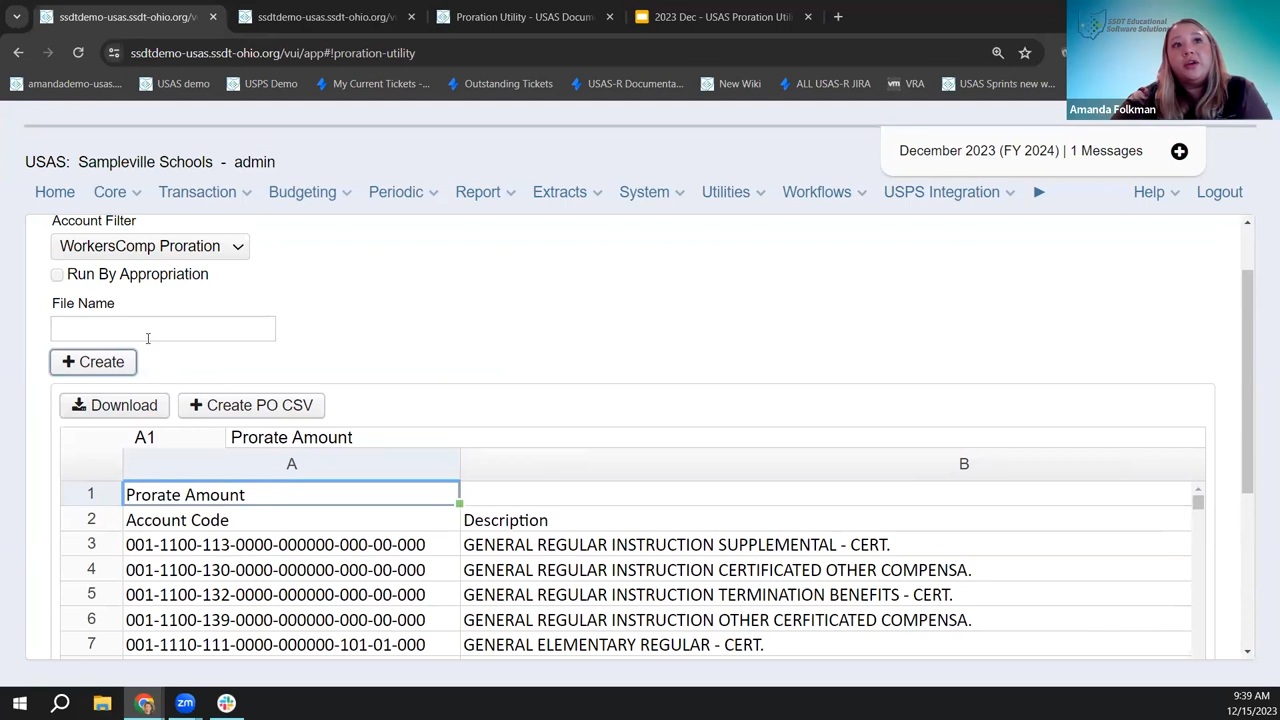 ssdtdemo-usas.ssdt-ohio.org/v
ssdtdemo-usas.ssdt-ohio.org/v
Proration Utility - USAS Docum
2023 Dec - USAS Proration Util
ssdtdemo-usas.ssdt-ohio.org/vui/app#!proration-utility
amandademo-usas....
USAS demo
USPS Demo
My Current Tickets -...
Outstanding Tickets
USAS-R Documenta...
New Wiki
ALL USAS-R JIRA
vm VRA
USAS Sprints new w...
SSDT Educational
Software Solutions
Amanda Folkman
USAS: Sampleville Schools - admin
December 2023 (FY 2024) | 1 Messages
Home Core Transaction Budgeting Periodic Report Extracts System Utilities Workflows USPS Integration Help Logout
Account Filter
WorkersComp Proration
Run By Appropriation
File Name
+ Create
Download + Create PO CSV
A1 Prorate Amount
A B
1 Prorate Amount
2 Account Code Description
3 001-1100-113-0000-000000-000-00-000 GENERAL REGULAR INSTRUCTION SUPPLEMENTAL - CERT.
4 001-1100-130-0000-000000-000-00-000 GENERAL REGULAR INSTRUCTION CERTIFICATED OTHER COMPENSA.
5 001-1100-132-0000-000000-000-00-000 GENERAL REGULAR INSTRUCTION TERMINATION BENEFITS - CERT.
6 001-1100-139-0000-000000-000-00-000 GENERAL REGULAR INSTRUCTION OTHER CERFITICATED COMPENSA.
7 001-1110-111-0000-000000-101-01-000 GENERAL ELEMENTARY REGULAR - CERT.
zm
9:39 AM
12/15/2023